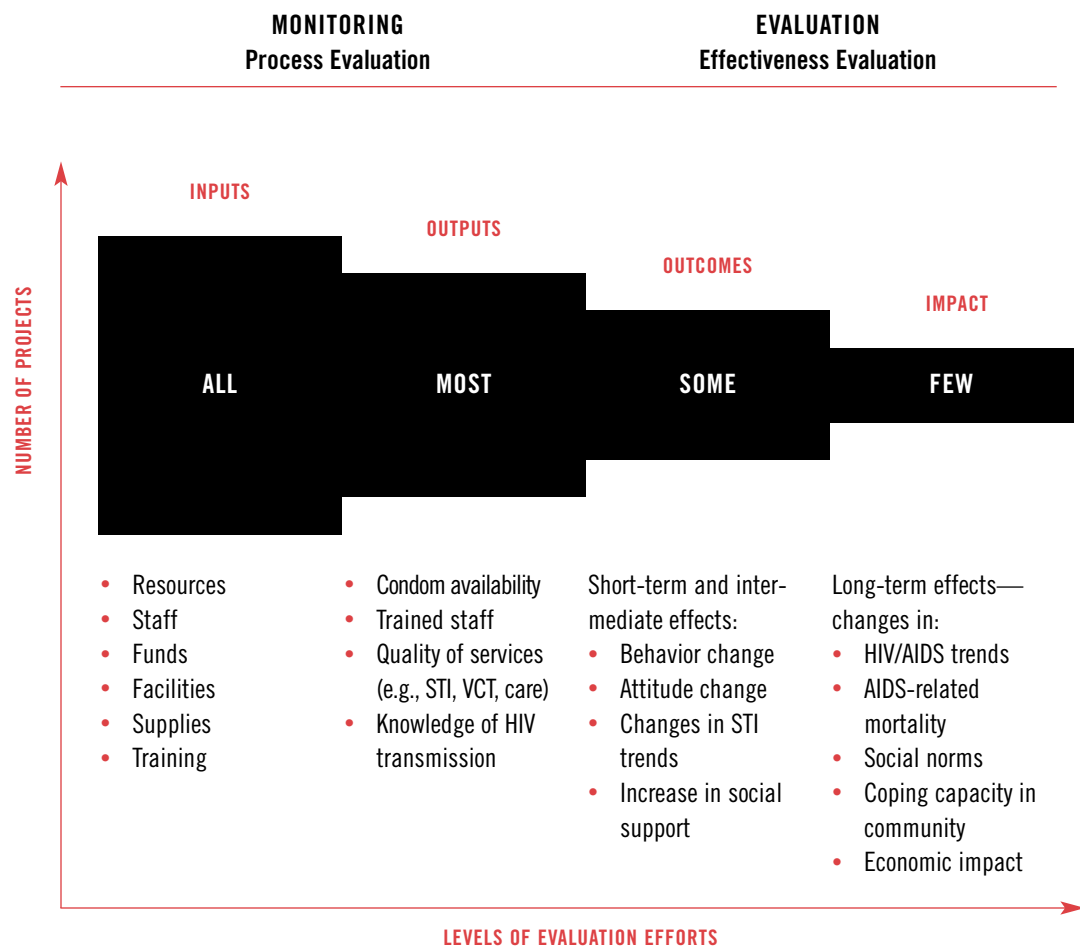 MONITORING
Process Evaluation
EVALUATION
Effectiveness Evaluation
NUMBER OF PROJECTS
INPUTS
OUTPUTS
OUTCOMES
IMPACT
ALL
MOST
SOME
FEW
• Resources
• Staff
• Funds
• Facilities
• Supplies
• Training
• Condom availability
• Trained staff
• Quality of services
(e.g., STI, VCT, care)
• Knowledge of HIV
transmission
Short-term and inter-
mediate effects:
• Behavior change
• Attitude change
• Changes in STI
trends
• Increase in social
support
Long-term effects—
changes in:
• HIV/AIDS trends
• AIDS-related
mortality
• Social norms
• Coping capacity in
community
• Economic impact
LEVELS OF EVALUATION EFFORTS